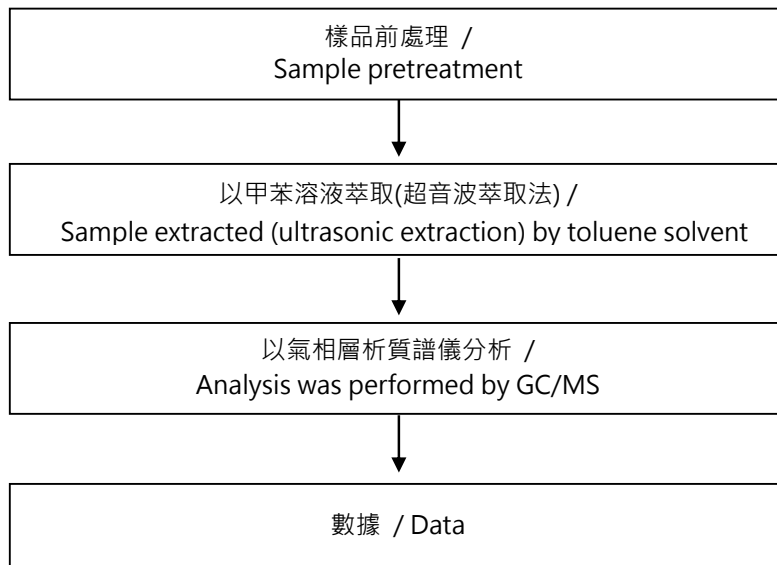 樣品前處理 /
Sample pretreatment
以甲苯溶液萃取(超音波萃取法) /
Sample extracted (ultrasonic extraction) by toluene solvent
以氣相層析質譜儀分析 /
Analysis was performed by GC/MS
數據 / Data